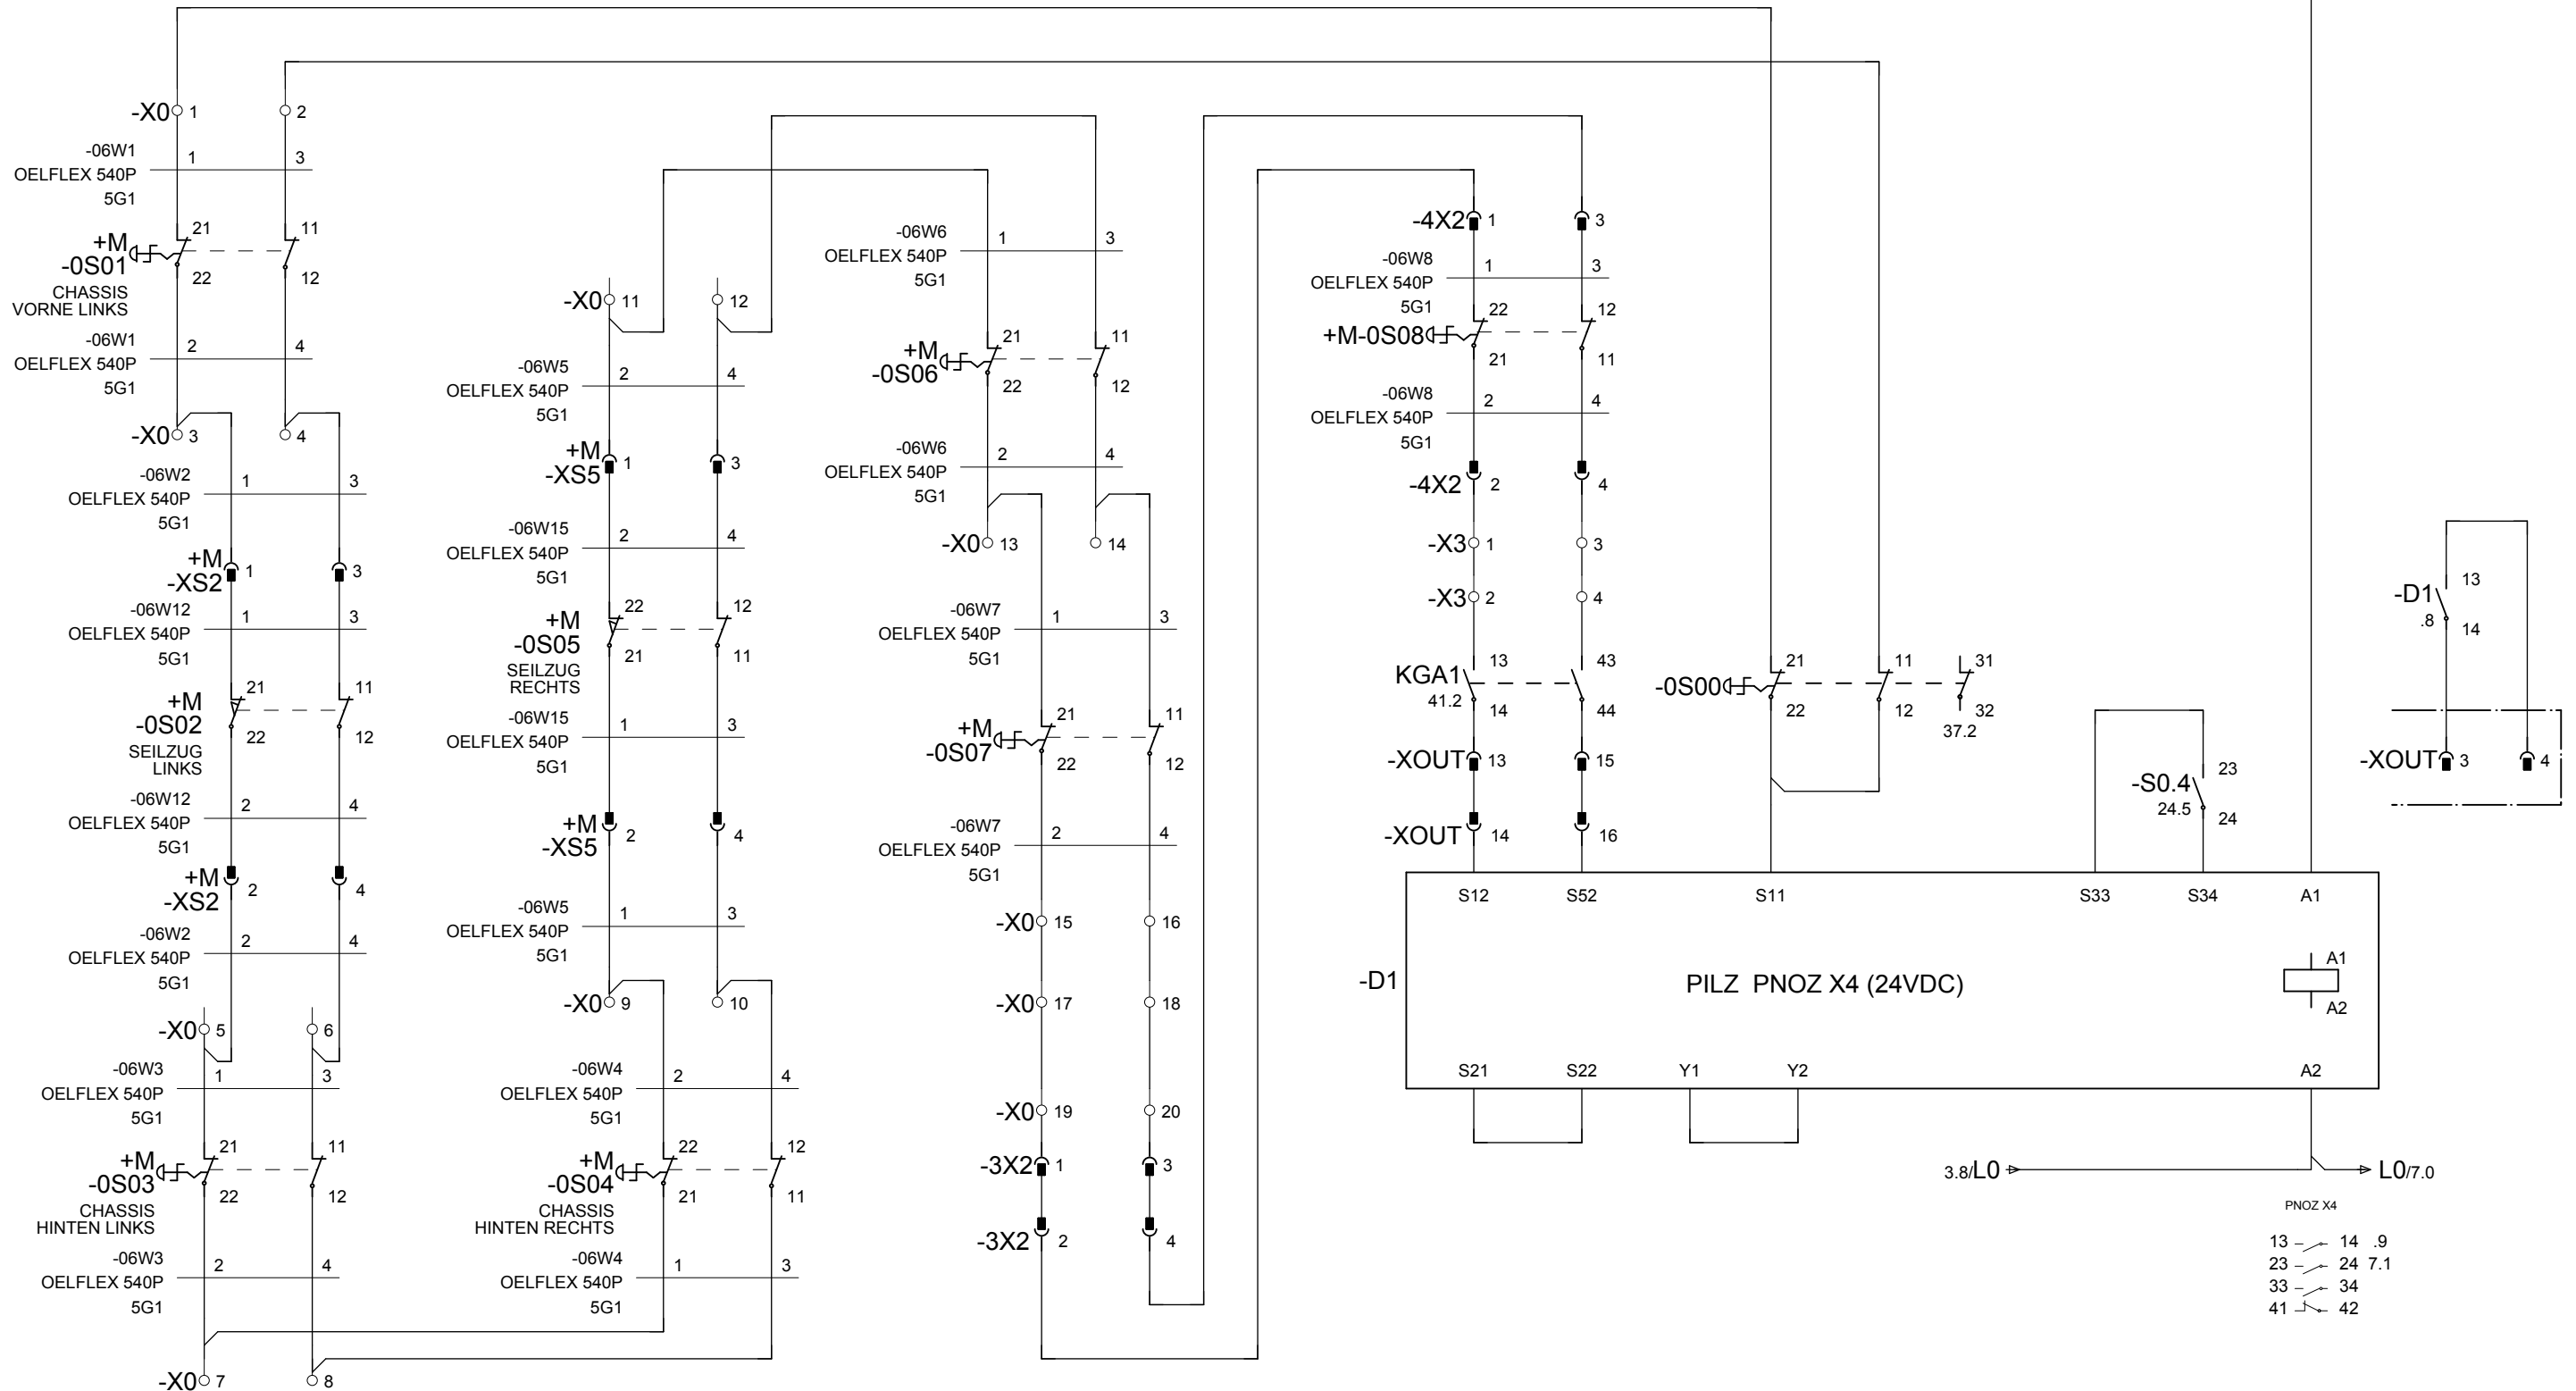 -X0 1 2
-06W1 1 3
OELFLEX 540P
5G1
+M 21 11
-0S01 22 12
CHASSIS
VORNE LINKS
-06W1 2 4
OELFLEX 540P
5G1
-X0 3 4
-06W2 1 3
OELFLEX 540P
5G1
+M
-XS2 1 3
-06W12 1 3
OELFLEX 540P
5G1
+M 21 11
-0S02 22 12
SEILZUG
LINKS
-06W12 2 4
OELFLEX 540P
5G1
+M
-XS2 2 4
-06W2 2 4
OELFLEX 540P
5G1
-X0 5 6
-06W3 1 3
OELFLEX 540P
5G1
+M 21 11
-0S03 22 12
CHASSIS
HINTEN LINKS
-06W3 2 4
OELFLEX 540P
5G1
-X0 7 8
-X0 11 12
-06W5 2 4
OELFLEX 540P
5G1
+M
-XS5 1 3
-06W15 2 4
OELFLEX 540P
5G1
+M 22 12
-0S05 21 11
SEILZUG
RECHTS
-06W15 1 3
OELFLEX 540P
5G1
+M
-XS5 2 4
-06W5 1 3
OELFLEX 540P
5G1
-X0 9 10
-06W4 2 4
OELFLEX 540P
5G1
+M 22 12
-0S04 21 11
CHASSIS
HINTEN RECHTS
-06W4 1 3
OELFLEX 540P
5G1
-06W6 1 3
OELFLEX 540P
5G1
+M 21 11
-0S06 22 12
-06W6 2 4
OELFLEX 540P
5G1
-X0 13 14
-06W7 1 3
OELFLEX 540P
5G1
+M 21 11
-0S07 22 12
-06W7 2 4
OELFLEX 540P
5G1
-X0 15 16
-X0 17 18
-X0 19 20
-3X2 1 3
-3X2 2 4
-4X2 1 3
-06W8 1 3
OELFLEX 540P
5G1
22 12
+M-0S08
21 11
-06W8 2 4
OELFLEX 540P
5G1
-4X2 2 4
-X3 1 3
-X3 2 4
KGA1 13 43
41.2 14 44
-XOUT 13 15
-XOUT 14 16
21 11 31
-0S00
22 12 32
37.2
-S0.4 23
24.5 24
-D1 13
.8 14
-XOUT 3 4
S12 S52 S11 S33 S34 A1
-D1 PILZ PNOZ X4 (24VDC)
A1
A2
S21 S22 Y1 Y2 A2
3.8/L0 L0/7.0
PNOZ X4
13 14 .9
23 24 7.1
33 34
41 42